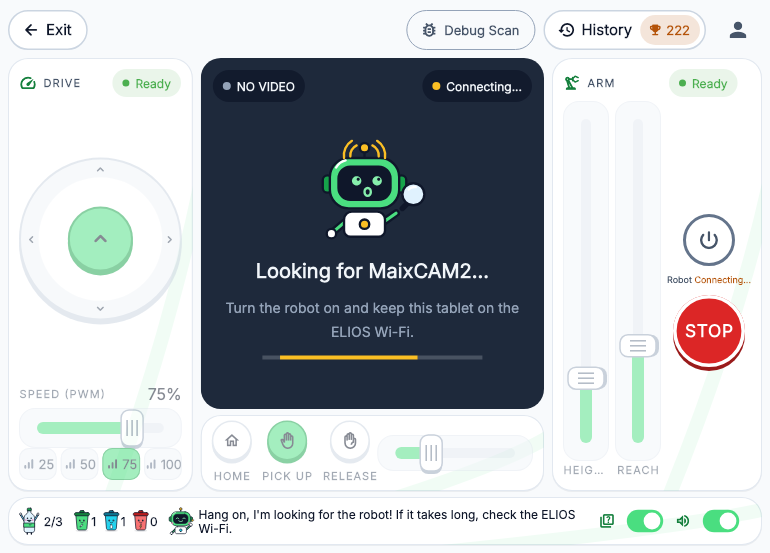 Exit
Debug Scan
History
222
DRIVE
Ready
NO VIDEO
Connecting...
ARM
Ready
Looking for MaixCAM2...
Turn the robot on and keep this tablet on the
ELIOS Wi-Fi.
Robot Connecting...
STOP
SPEED (PWM)
75%
25
50
75
100
HOME
PICK UP
RELEASE
HEIG...
REACH
2/3
1
1
0
Hang on, I'm looking for the robot! If it takes long, check the ELIOS
Wi-Fi.